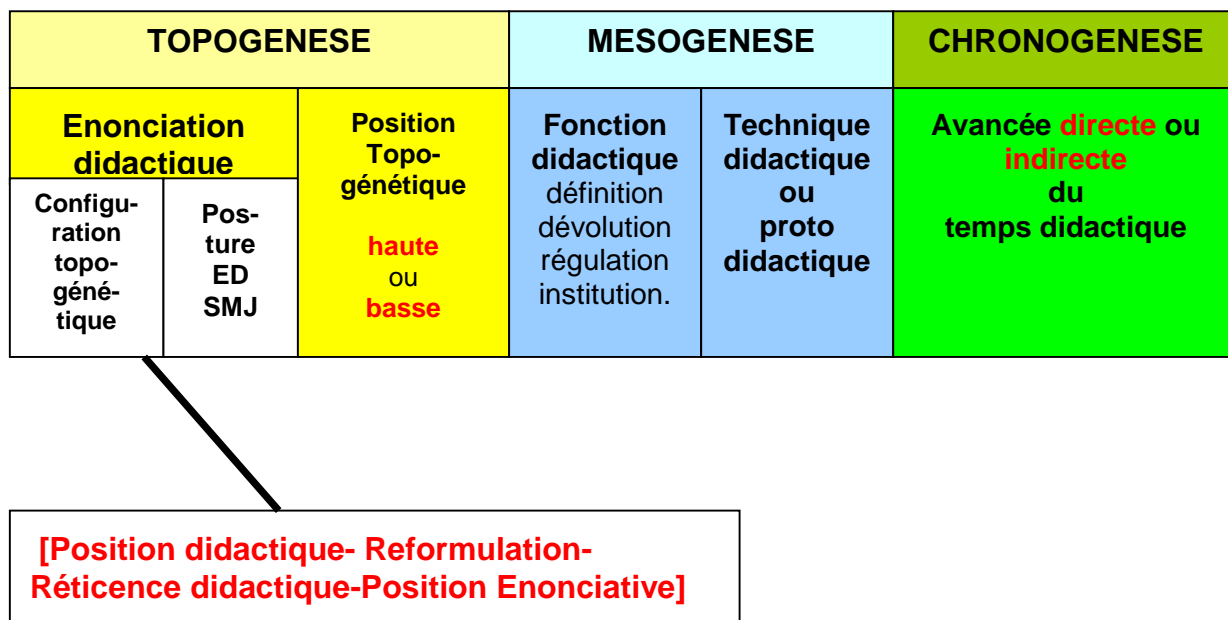 TOPOGENESE
MESOGENESE
CHRONOGENESE
Enonciation
didactique
Configu-
ration
topo-
géné-
tique
Pos-
ture
ED
SMJ
Position
Topo-
génétique
haute
ou
basse
Fonction
didactique
définition
dévolution
régulation
institution.
Technique
didactique
ou
proto
didactique
Avancée directe ou
indirecte
du
temps didactique
[Position didactique- Reformulation-
Réticence didactique-Position Enonciative]